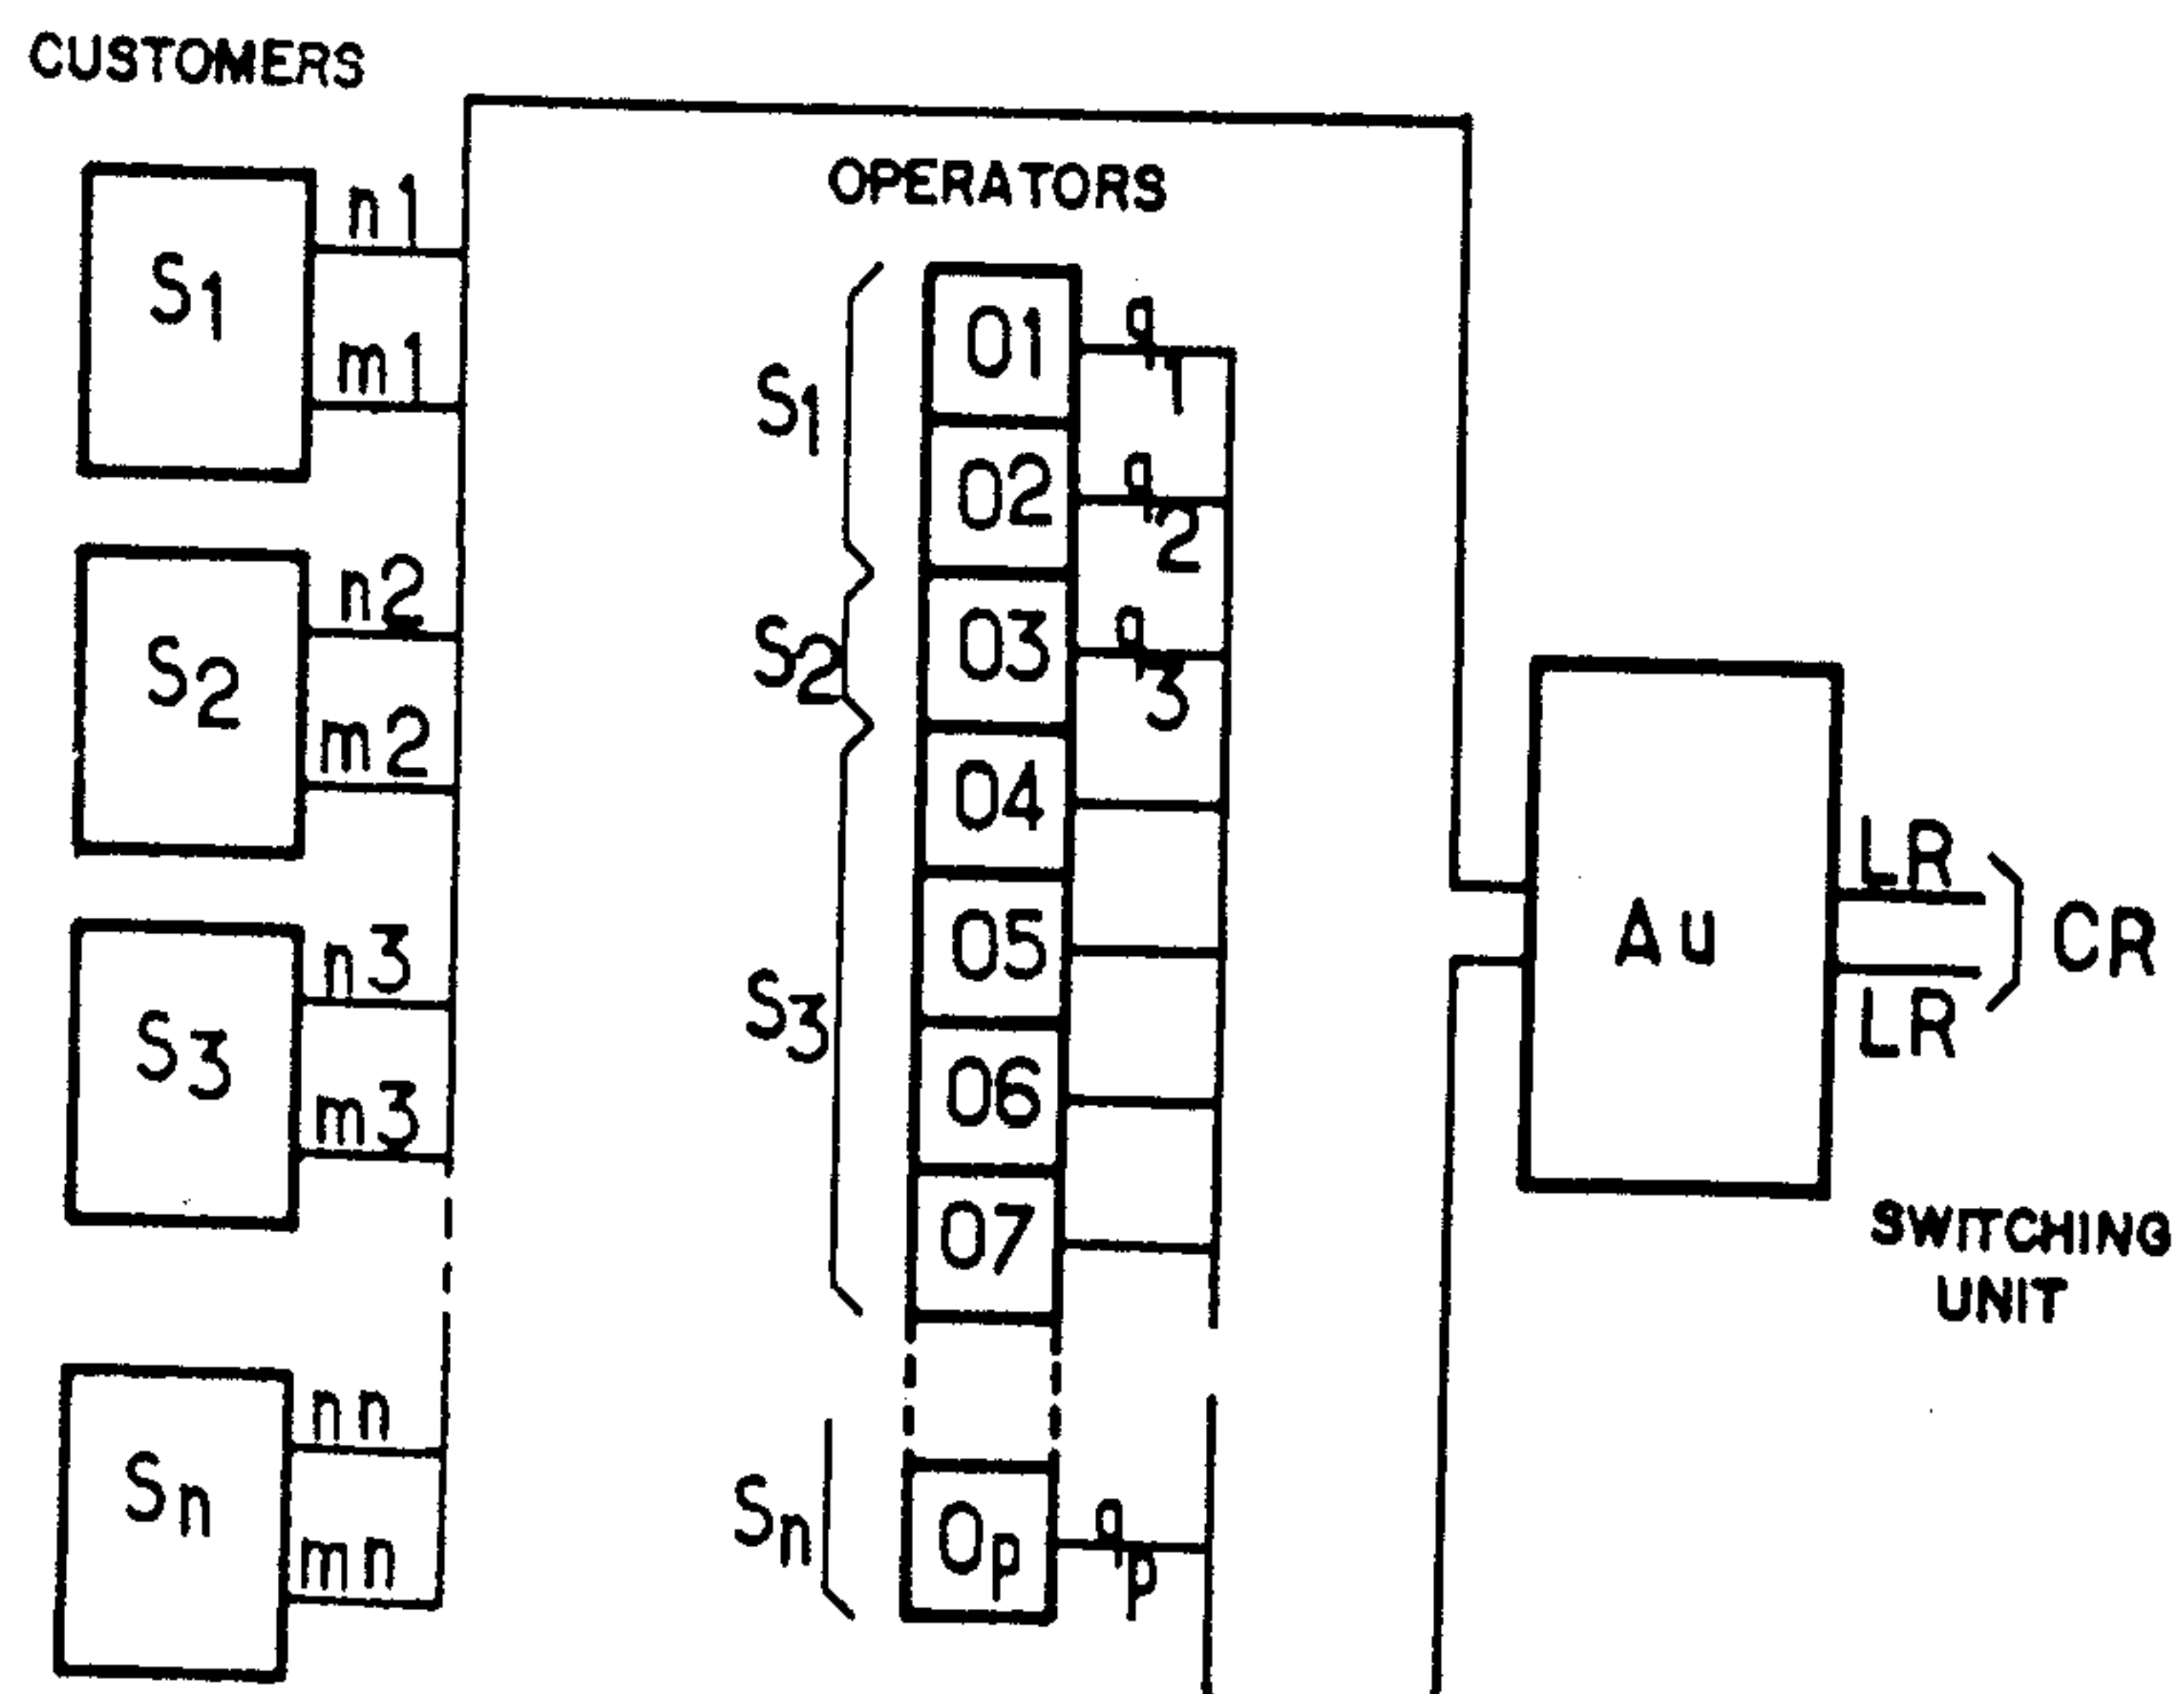 CUSTOMERS
S1
n1
m1
S2
n2
m2
S3
n3
m3
Sn
nn
mn
OPERATORS
S1
S2
S3
Sn
01
02
03
04
05
06
07
Op
q1
q2
q3
qp
Au
LR
LR
CR
SWITCHING
UNIT